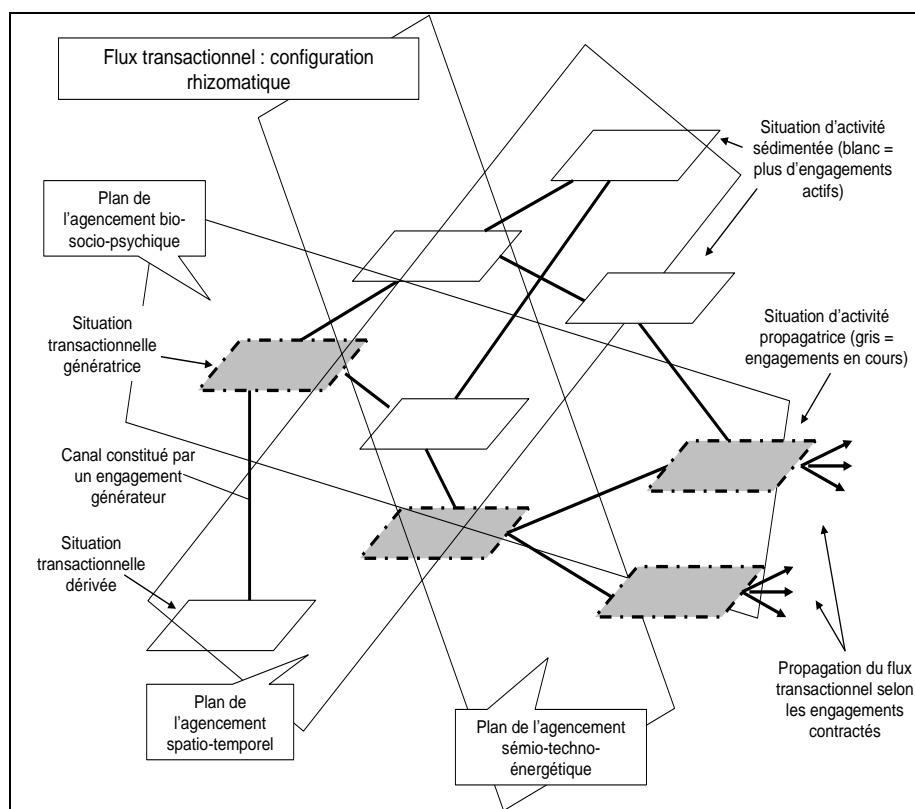 Flux transactionnel : configuration
rhizomatique
Situation d'activité
sédimentée (blanc =
plus d'engagements
actifs)
Plan de
l'agencement bio-
socio-psychique
Situation
transactionnelle
génératrice
Situation d'activité
propagatrice (gris =
engagements en cours)
Canal constitué par
un engagement
générateur
Situation
transactionnelle
dérivée
Plan de
l'agencement
spatio-temporel
Plan de l'agencement
sémio-techno-
énergétique
Propagation du flux
transactionnel selon
les engagements
contractés